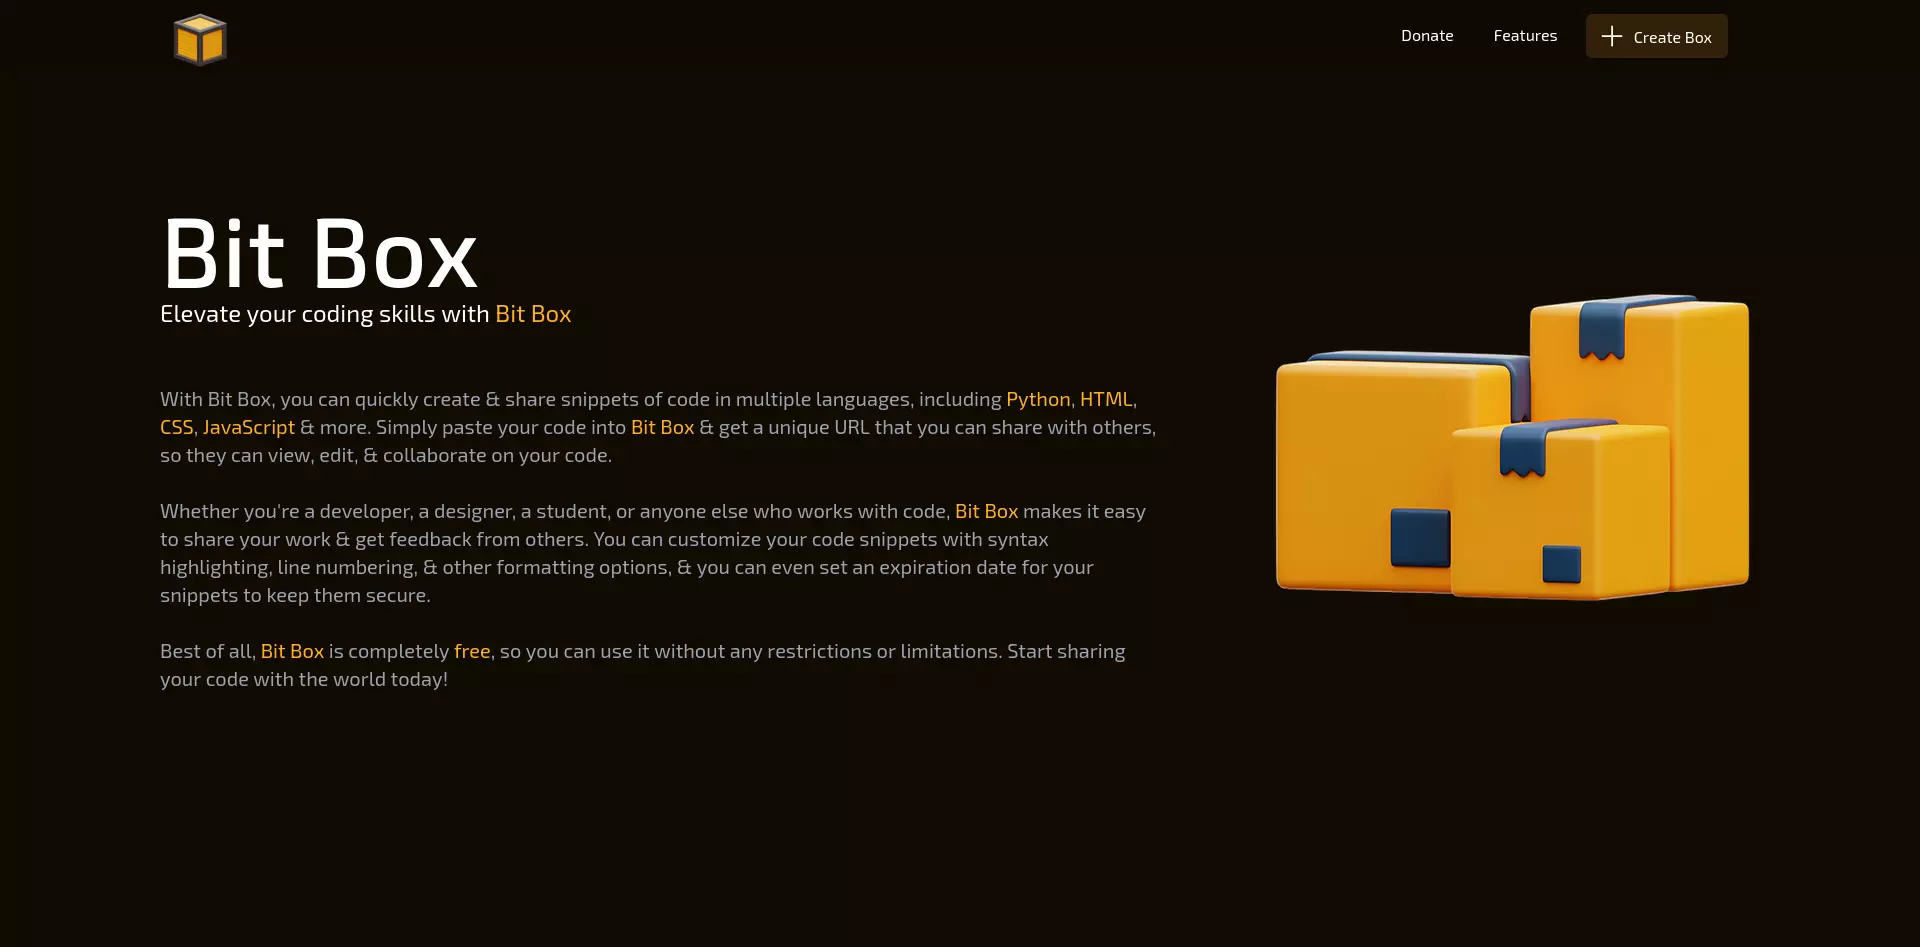 Donate
Features
Create Box
Bit Box
Elevate your coding skills with Bit Box
With Bit Box, you can quickly create & share snippets of code in multiple languages, including Python, HTML,
CSS, JavaScript & more. Simply paste your code into Bit Box & get a unique URL that you can share with others,
so they can view, edit, & collaborate on your code.
Whether you're a developer, a designer, a student, or anyone else who works with code, Bit Box makes it easy
to share your work & get feedback from others. You can customize your code snippets with syntax
highlighting, line numbering, & other formatting options, & you can even set an expiration date for your
snippets to keep them secure.
Best of all, Bit Box is completely free, so you can use it without any restrictions or limitations. Start sharing
your code with the world today!